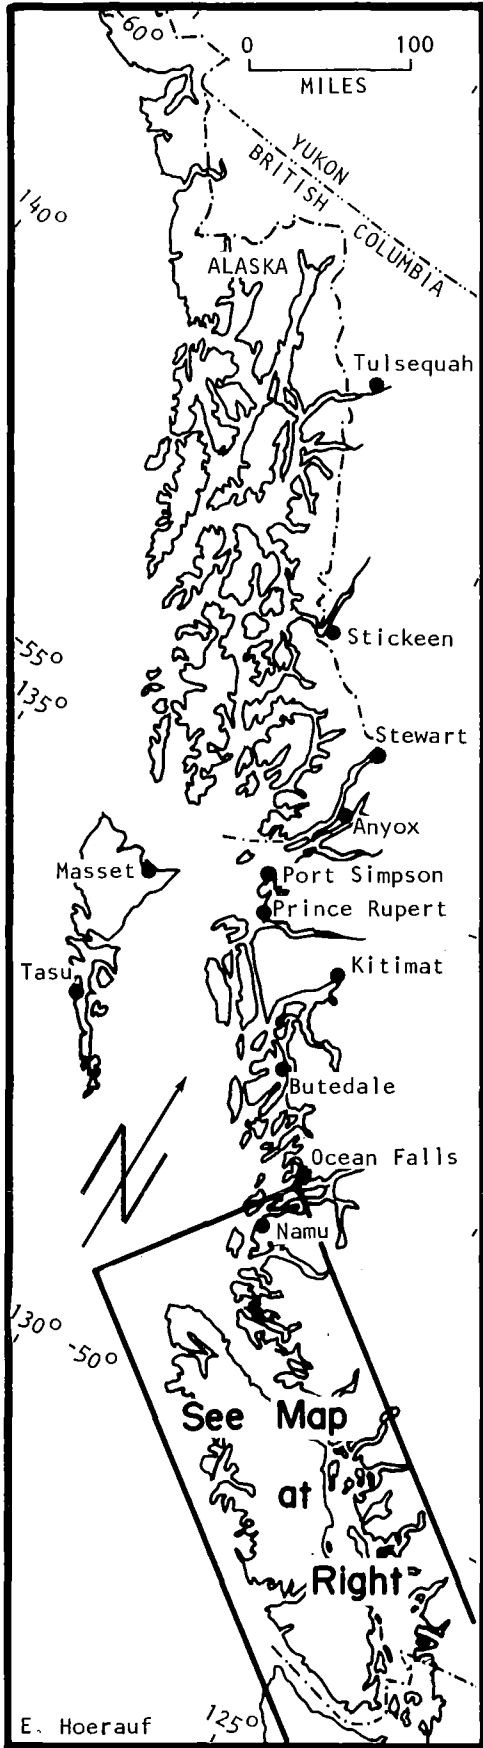 60°
0 100
MILES
YUKON
BRITISH COLUMBIA
140°
ALASKA
Tulsequah
Stickeen
55°
135°
Stewart
Anyox
Masset
Port Simpson
Prince Rupert
Tasu
Kitimat
Butedale
N
Ocean Falls
Namu
130°
50°
See Map
at
Right
E. Hoerauf
125°